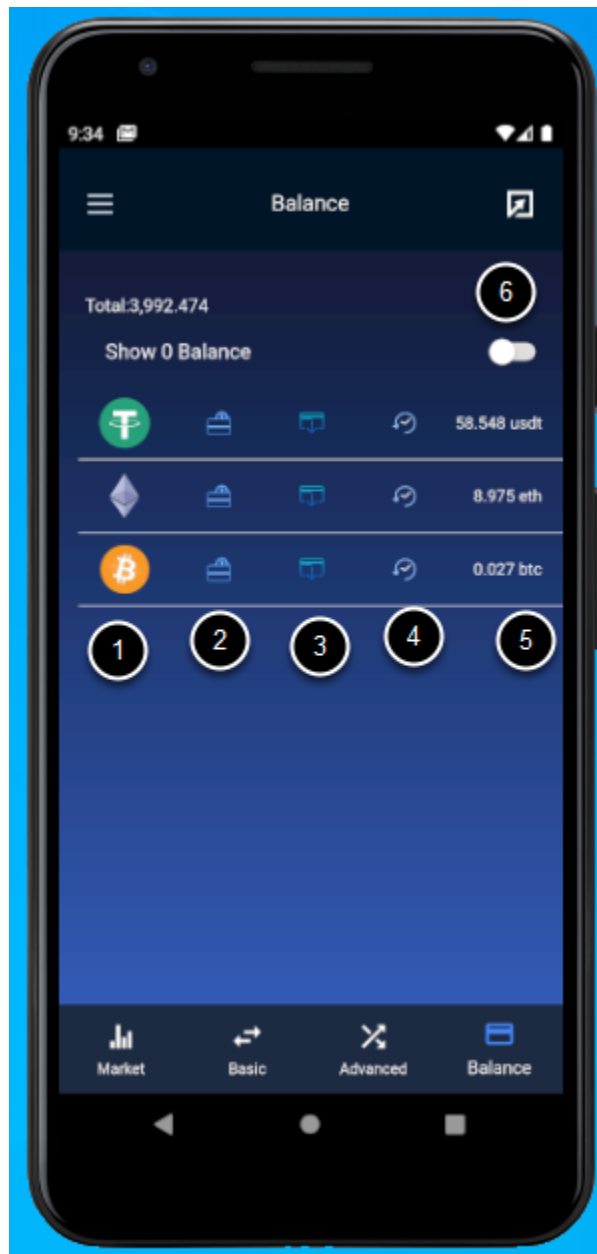 9:34
Balance
6
Total:3,992.474
Show 0 Balance
58.548 usdt
8.975 eth
0.027 btc
1 2 3 4 5
Market Basic Advanced Balance